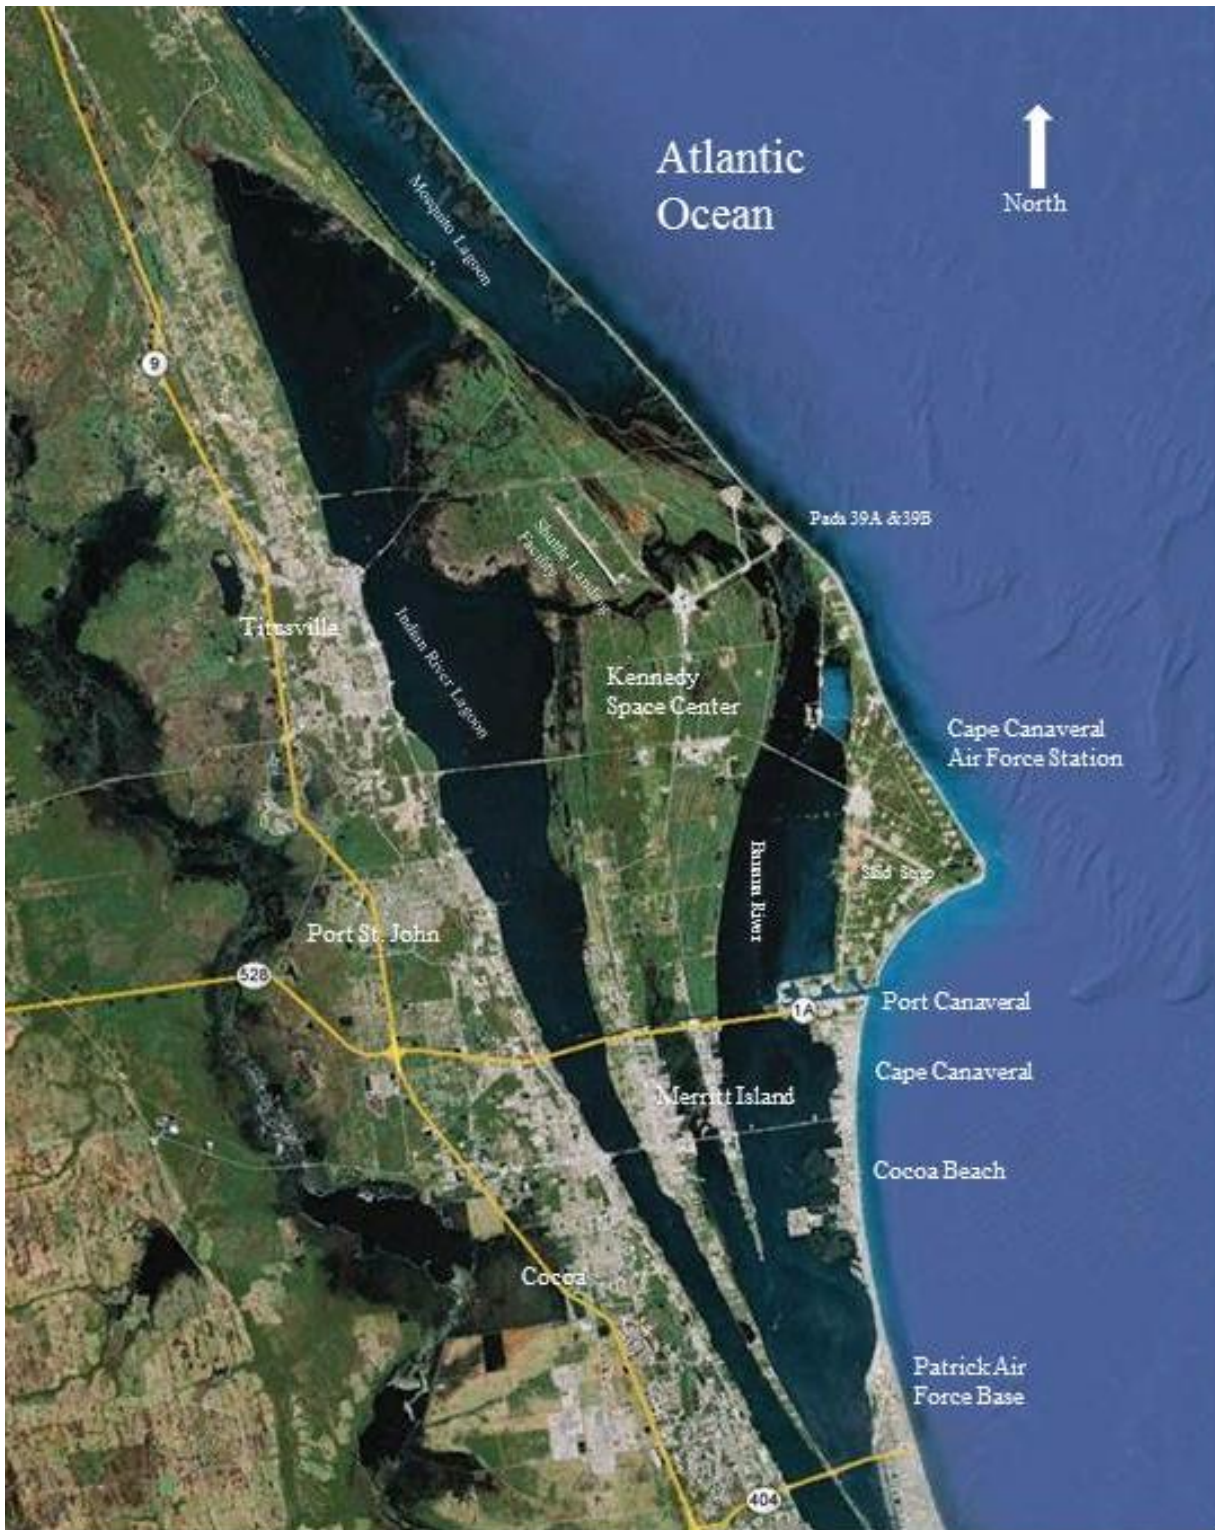 Atlantic
Ocean
North
Mosquito Lagoon
9
Pads 39A &39B
Shuttle Landing
Facility
Titusville
Indian River Lagoon
Kennedy
Space Center
Cape Canaveral
Air Force Station
Banana River
Skid Strip
Port St. John
528
1A
Port Canaveral
Cape Canaveral
Merritt Island
Cocoa Beach
Cocoa
Patrick Air
Force Base
404